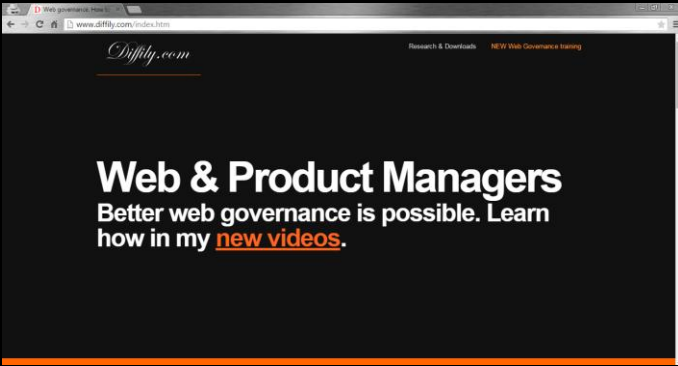 Web governance. How to
www.diffily.com/index.htm
Diffily.com
Research & Downloads
NEW Web Governance training
Web & Product Managers
Better web governance is possible. Learn
how in my new videos.